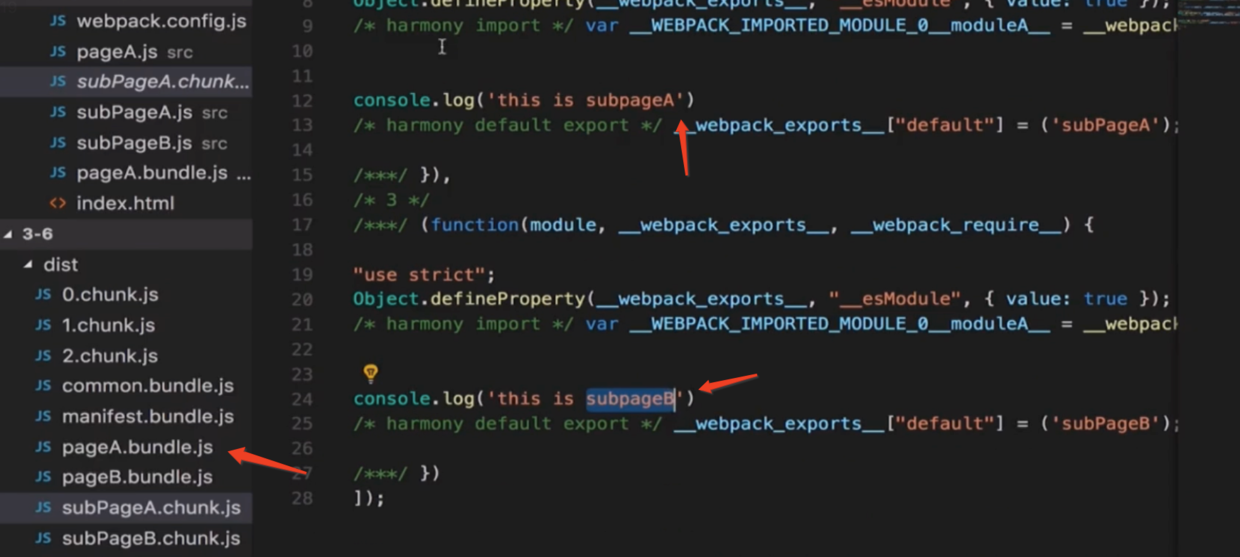 webpack.config.js
JS pageA.js src
JS subPageA.chunk...
JS subPageA.js src
JS subPageB.js src
JS pageA.bundle.js ...
<> index.html
3-6
dist
JS 0.chunk.js
JS 1.chunk.js
JS 2.chunk.js
JS common.bundle.js
JS manifest.bundle.js
JS pageA.bundle.js
JS pageB.bundle.js
JS subPageA.chunk.js
JS subPageB.chunk.js
8 Object.defineProperty(__webpack_exports__, "__esModule", { value: true });
9 /* harmony import */ var __WEBPACK_IMPORTED_MODULE_0__moduleA__ = __webpack
10
11
12 console.log('this is subpageA')
13 /* harmony default export */ __webpack_exports__["default"] = ('subPageA');
14
15 /***/ }),
16 /* 3 */
17 /***/ (function(module, __webpack_exports__, __webpack_require__) {
18
19 "use strict";
20 Object.defineProperty(__webpack_exports__, "__esModule", { value: true });
21 /* harmony import */ var __WEBPACK_IMPORTED_MODULE_0__moduleA__ = __webpack
22
23
24 console.log('this is subpageB')
25 /* harmony default export */ __webpack_exports__["default"] = ('subPageB');
26
27 /***/ })
28 ]);